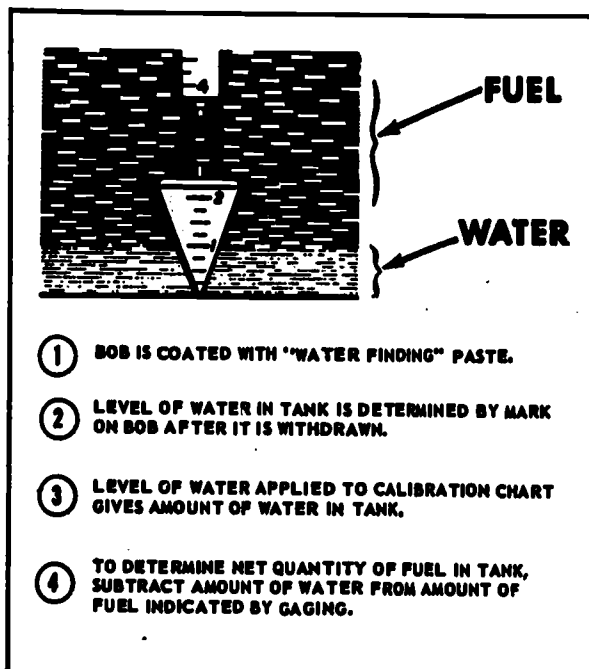 4
FUEL
2
1
WATER
1 BOB IS COATED WITH "WATER FINDING" PASTE.
2 LEVEL OF WATER IN TANK IS DETERMINED BY MARK
ON BOB AFTER IT IS WITHDRAWN.
3 LEVEL OF WATER APPLIED TO CALIBRATION CHART
GIVES AMOUNT OF WATER IN TANK.
4 TO DETERMINE NET QUANTITY OF FUEL IN TANK,
SUBTRACT AMOUNT OF WATER FROM AMOUNT OF
FUEL INDICATED BY GAGING.